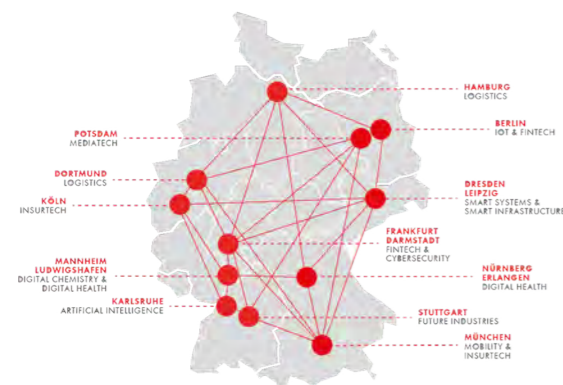 HAMBURG
LOGISTICS
BERLIN
IOT & FINTECH
POTSDAM
MEDIATECH
DORTMUND
LOGISTICS
KÖLN
INSURTECH
DRESDEN
LEIPZIG
SMART SYSTEMS &
SMART INFRASTRUCTURE
FRANKFURT
DARMSTADT
FINTECH &
CYBERSECURITY
MANNHEIM
LUDWIGSHAFEN
DIGITAL CHEMISTRY &
DIGITAL HEALTH
NÜRNBERG
ERLANGEN
DIGITAL HEALTH
KARLSRUHE
ARTIFICIAL INTELLIGENCE
STUTTGART
FUTURE INDUSTRIES
MÜNCHEN
MOBILITY &
INSURTECH